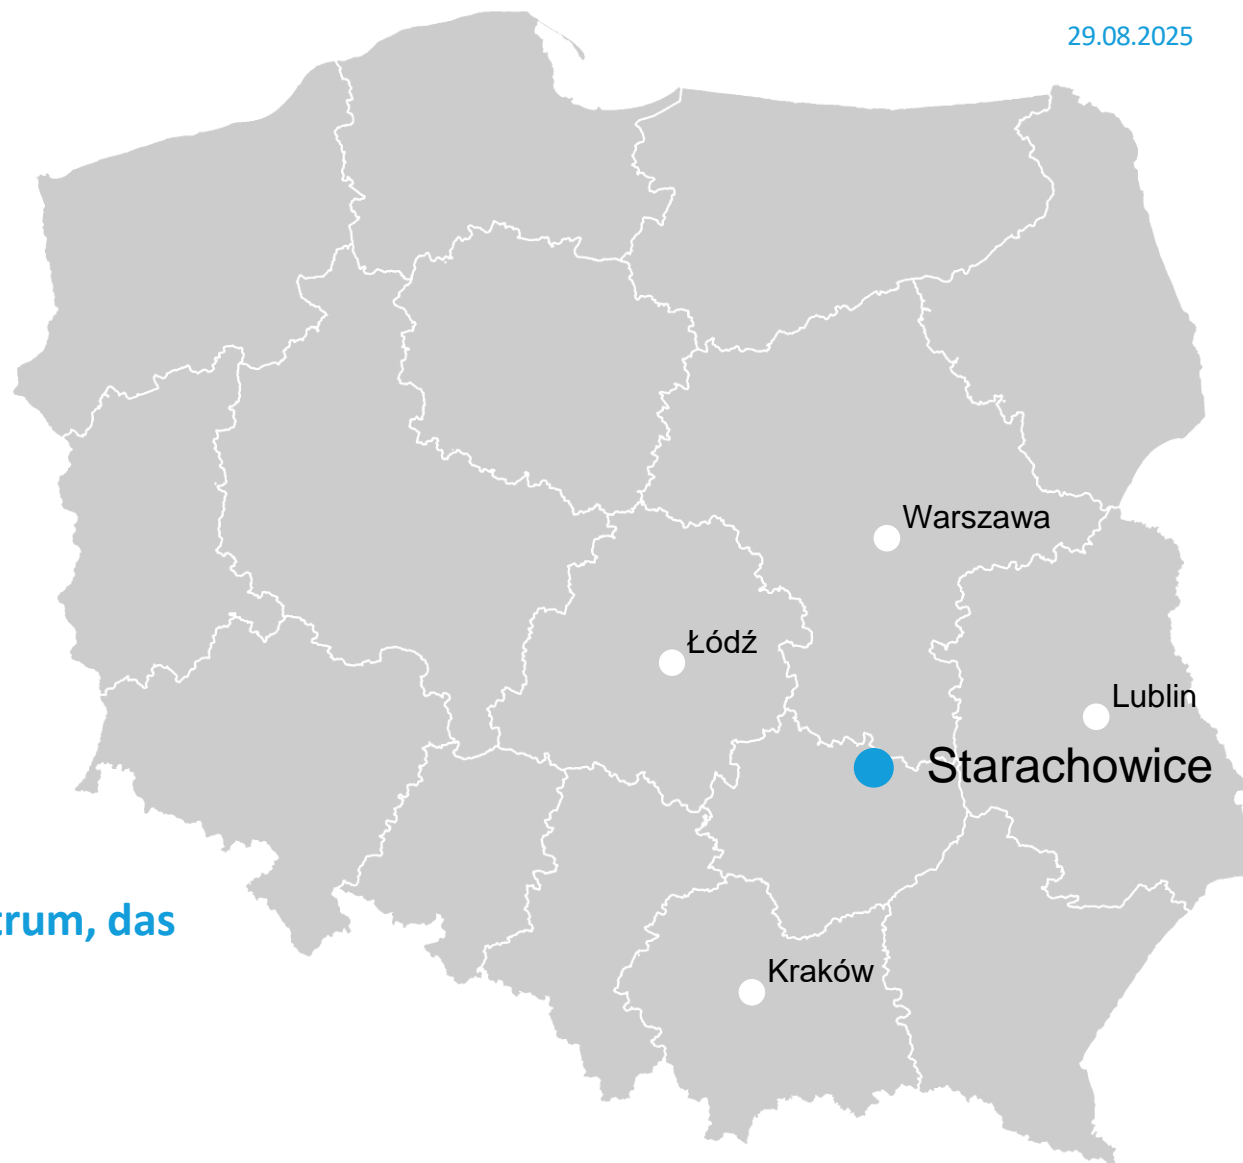 29.08.2025
Warszawa
Łódź
Lublin
Starachowice
trum, das
Kraków